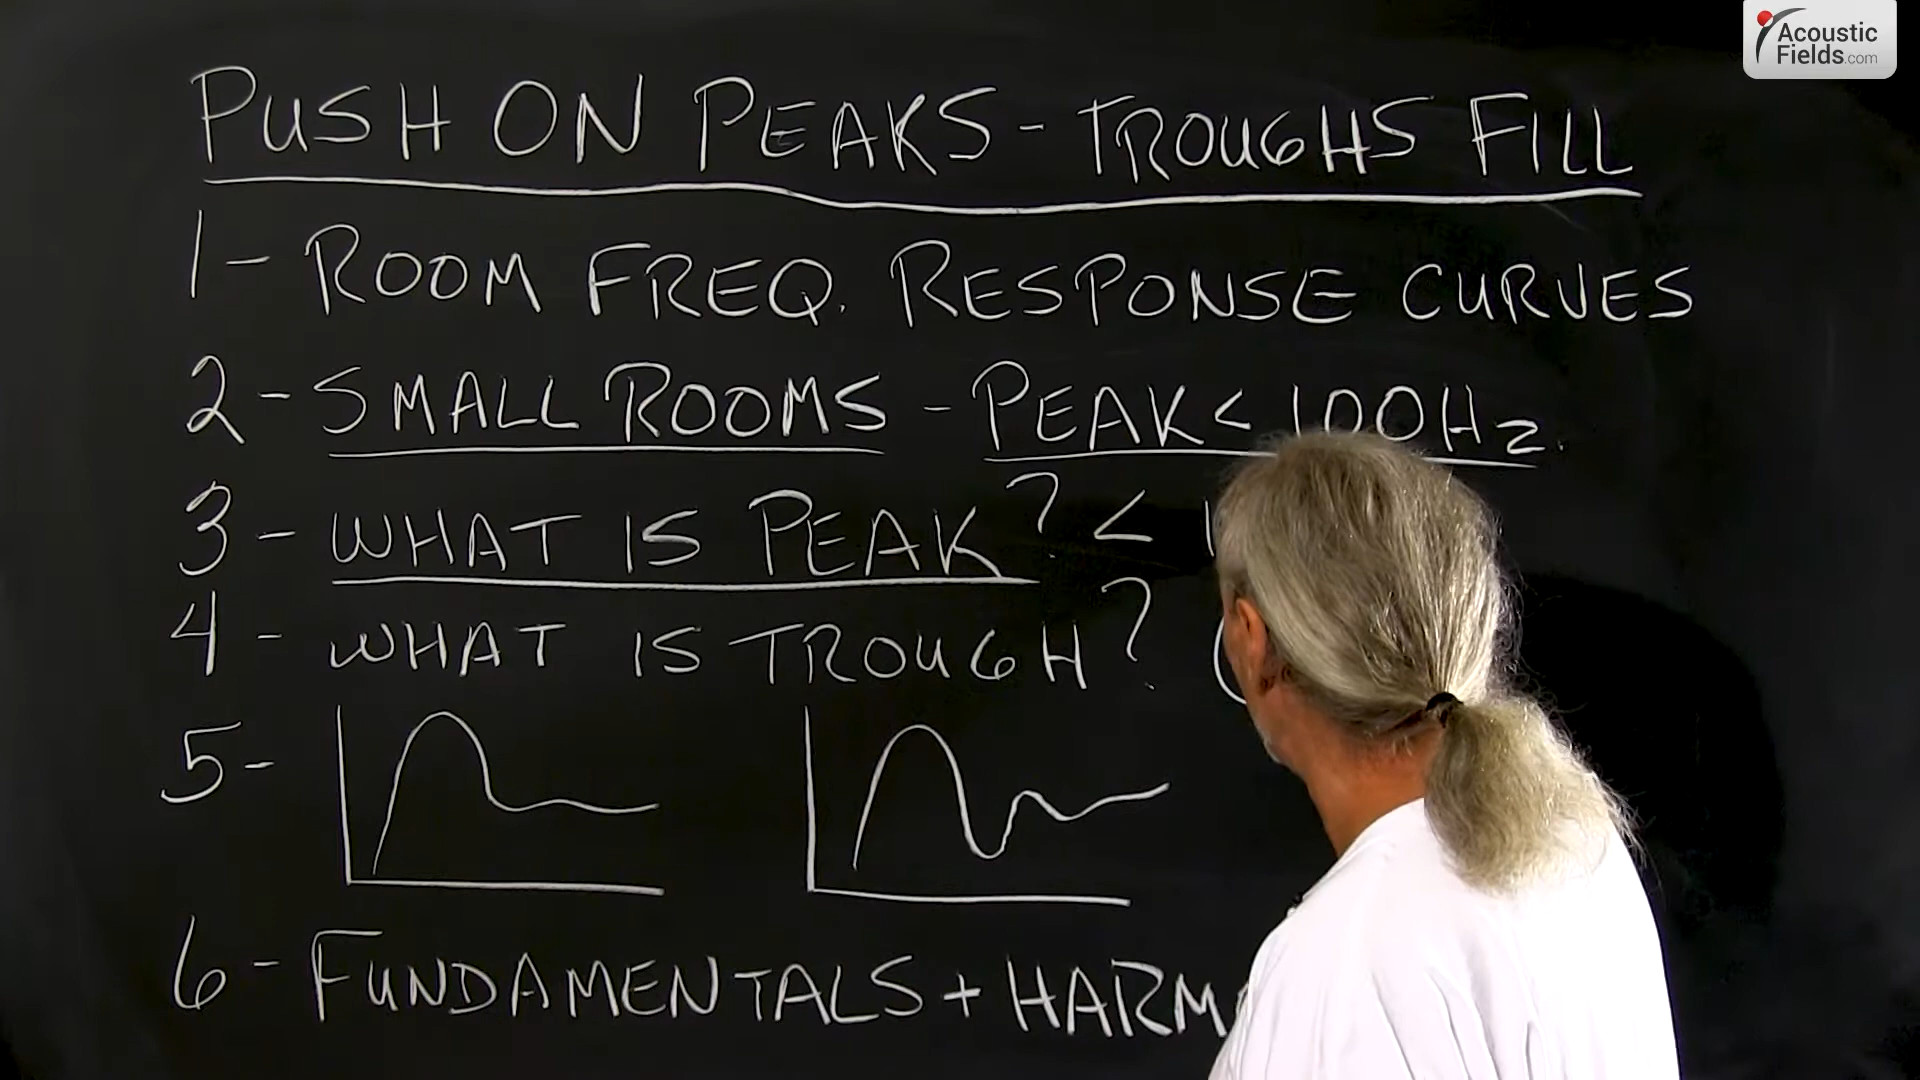 Acoustic
Fields.com
PUSH ON PEAKS - TROUGHS FILL
1 - ROOM FREQ. RESPONSE CURVES
2 - SMALL ROOMS - PEAK < 100Hz.
3 - WHAT IS PEAK? <
4 - WHAT IS TROUGH? (
5 -
6 - FUNDAMENTALS + HARM